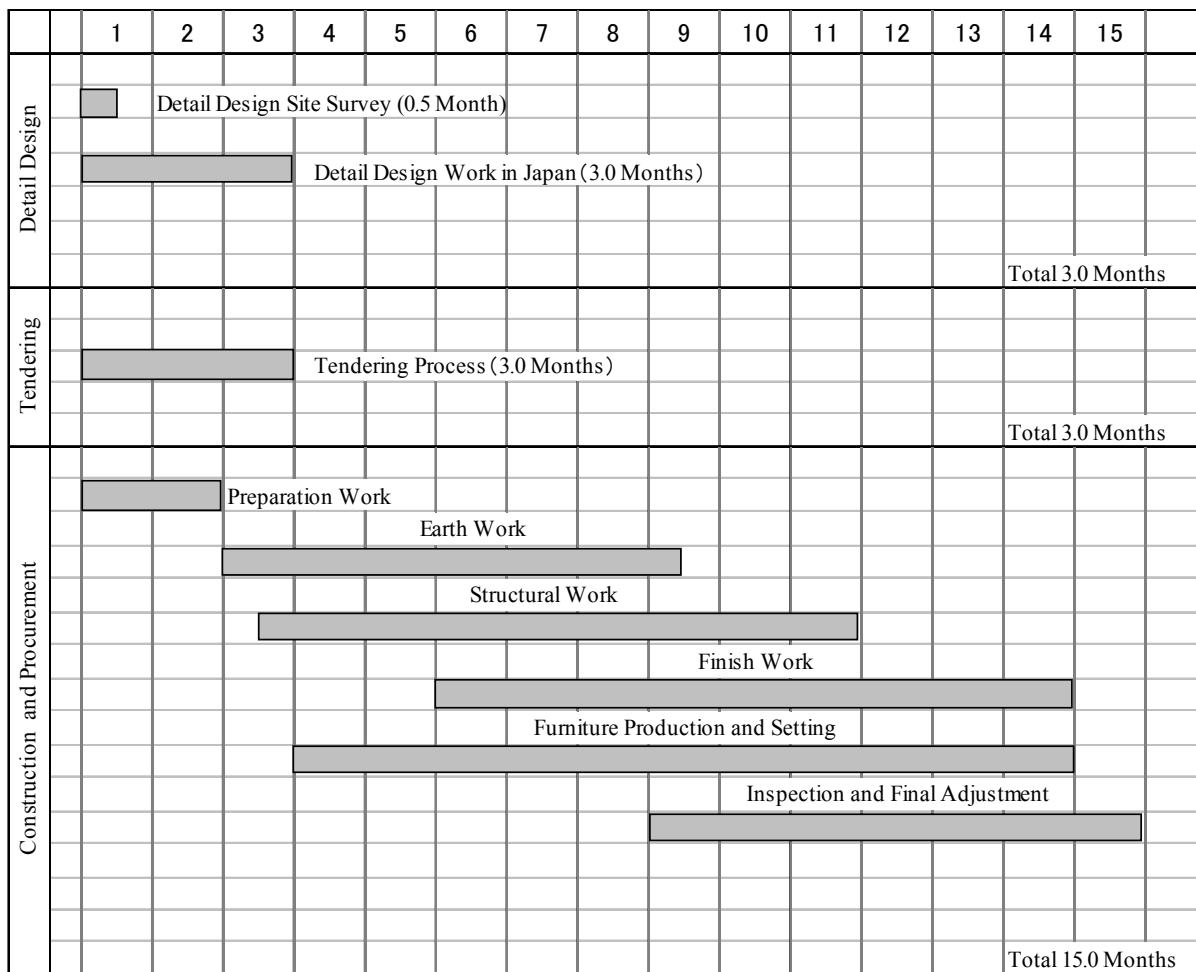 1 2 3 4 5 6 7 8 9 10 11 12 13 14 15
Detail Design
Detail Design Site Survey (0.5 Month)
Detail Design Work in Japan（3.0 Months）
Total 3.0 Months
Tendering
Tendering Process（3.0 Months）
Total 3.0 Months
Construction and Procurement
Preparation Work
Earth Work
Structural Work
Finish Work
Furniture Production and Setting
Inspection and Final Adjustment
Total 15.0 Months